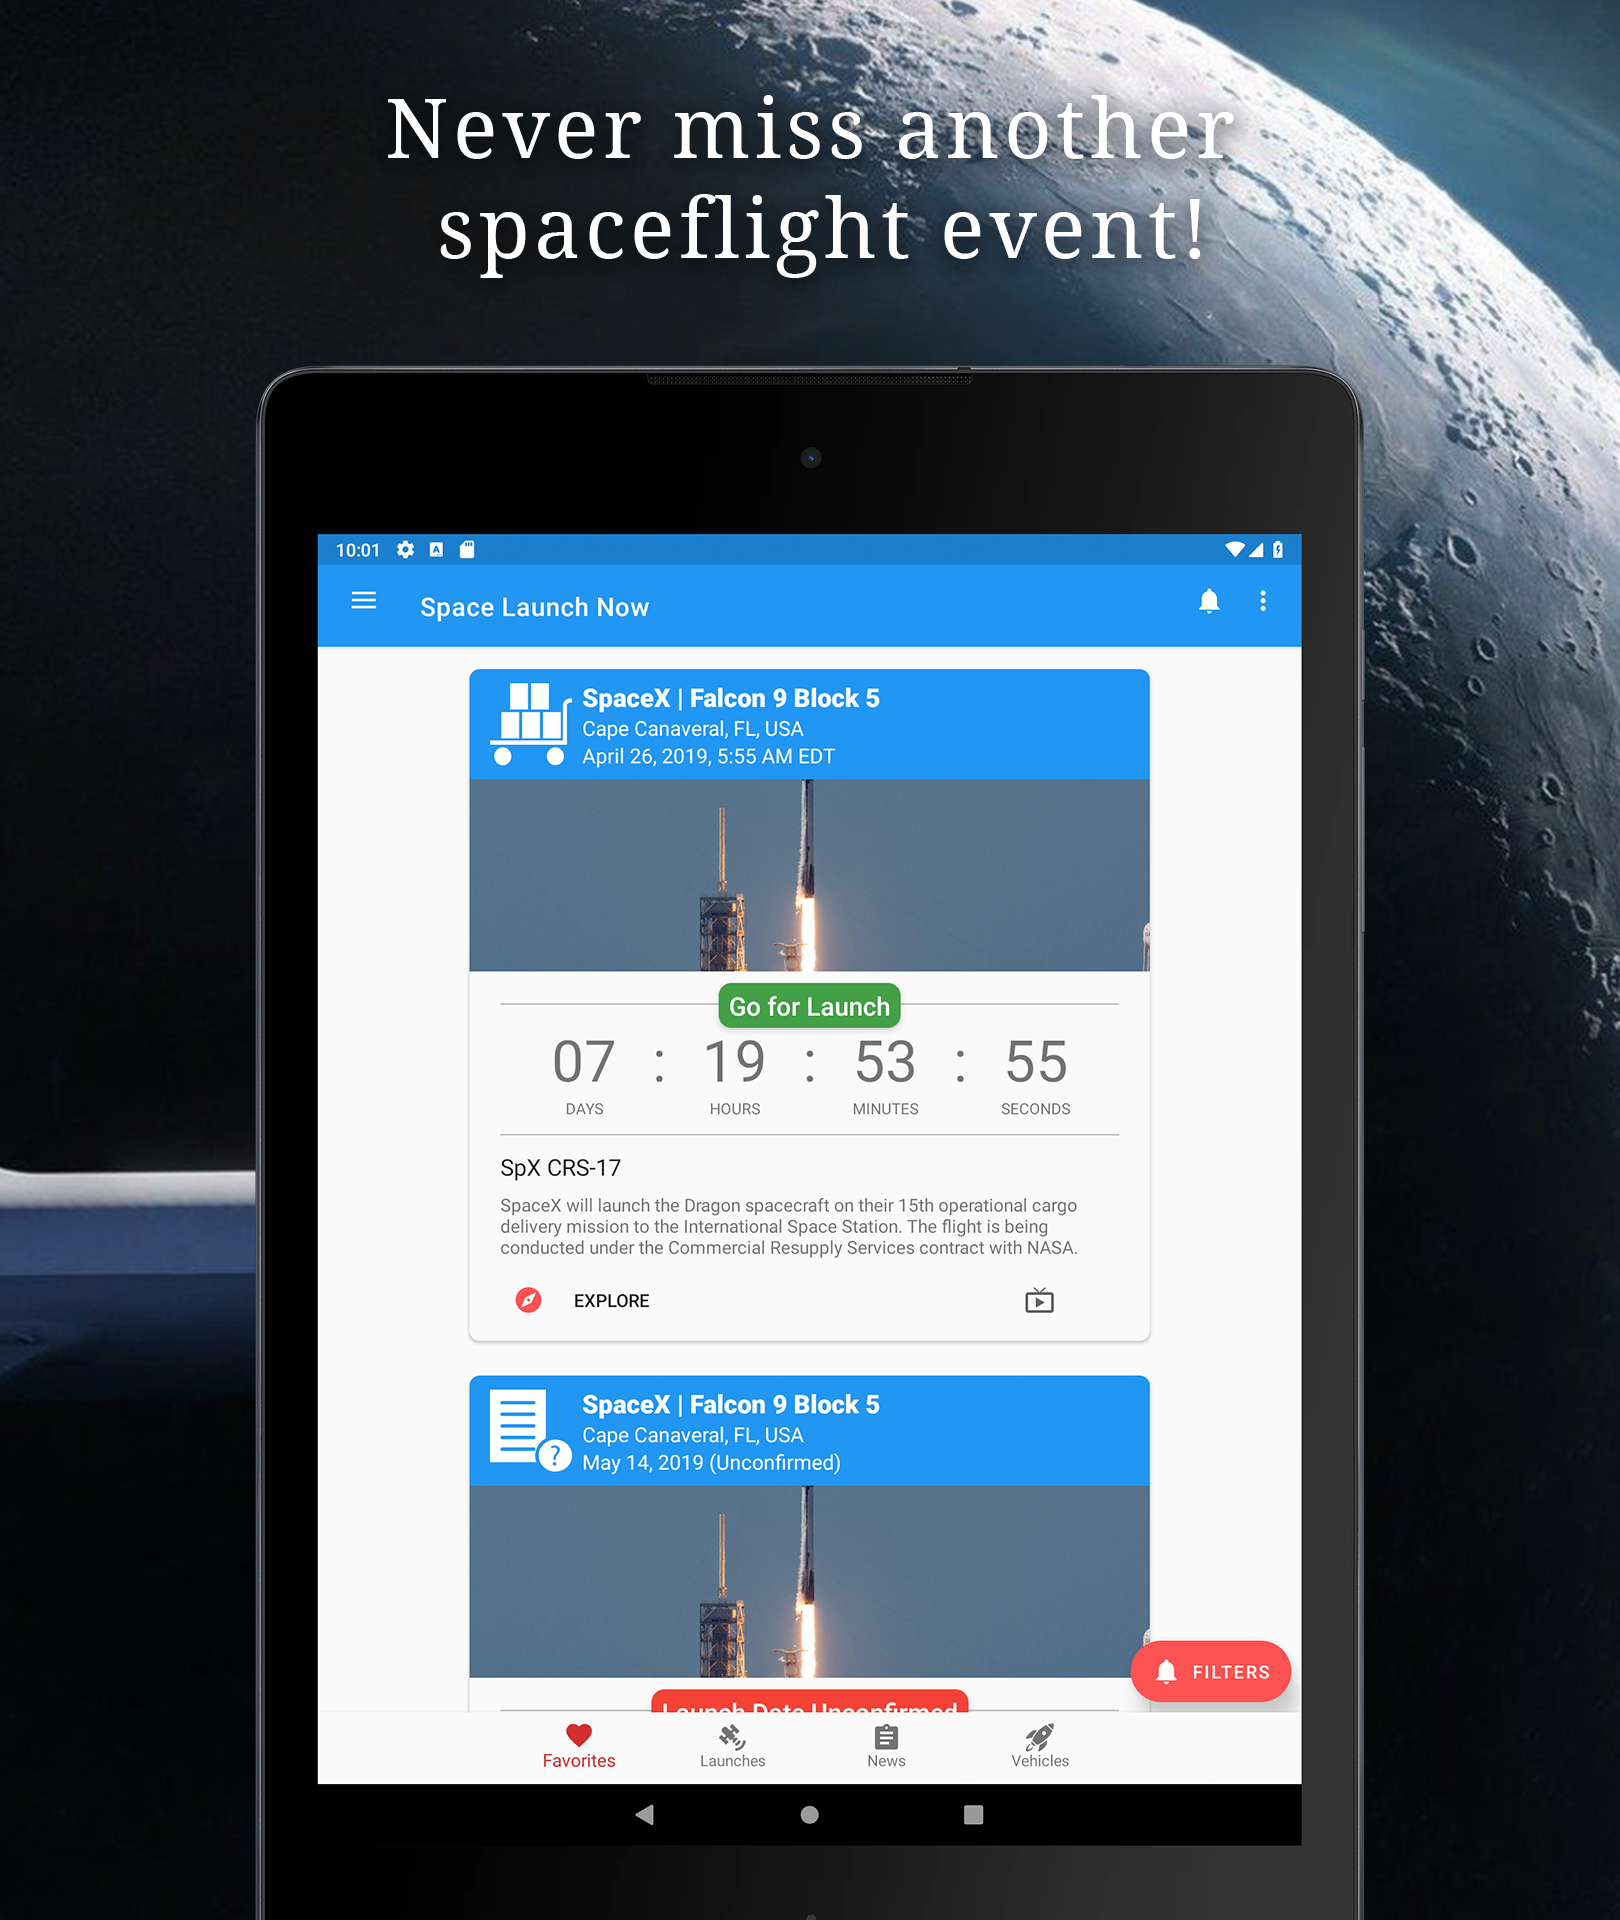 Never miss another
spaceflight event!
10:01
Space Launch Now
SpaceX | Falcon 9 Block 5
Cape Canaveral, FL, USA
April 26, 2019, 5:55 AM EDT
Go for Launch
07 : 19 : 53 : 55
DAYS HOURS MINUTES SECONDS
SpX CRS-17
SpaceX will launch the Dragon spacecraft on their 15th operational cargo
delivery mission to the International Space Station. The flight is being
conducted under the Commercial Resupply Services contract with NASA.
EXPLORE
SpaceX | Falcon 9 Block 5
?
Cape Canaveral, FL, USA
May 14, 2019 (Unconfirmed)
FILTERS
Launch Date Unconfirmed
Favorites Launches News Vehicles